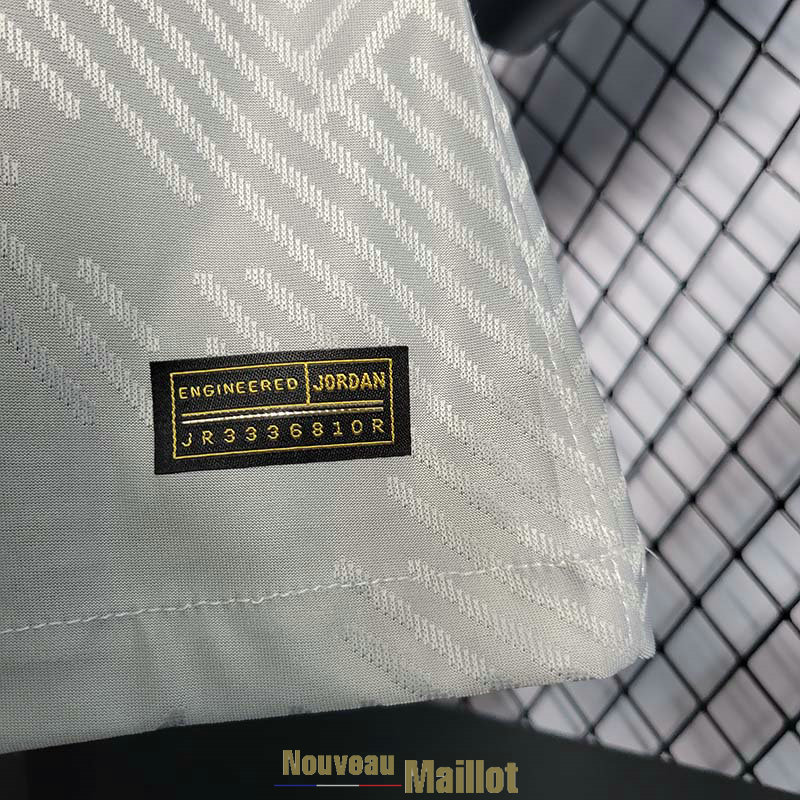 ENGINEERED JORDAN
JR3336810R
Nouveau Maillot